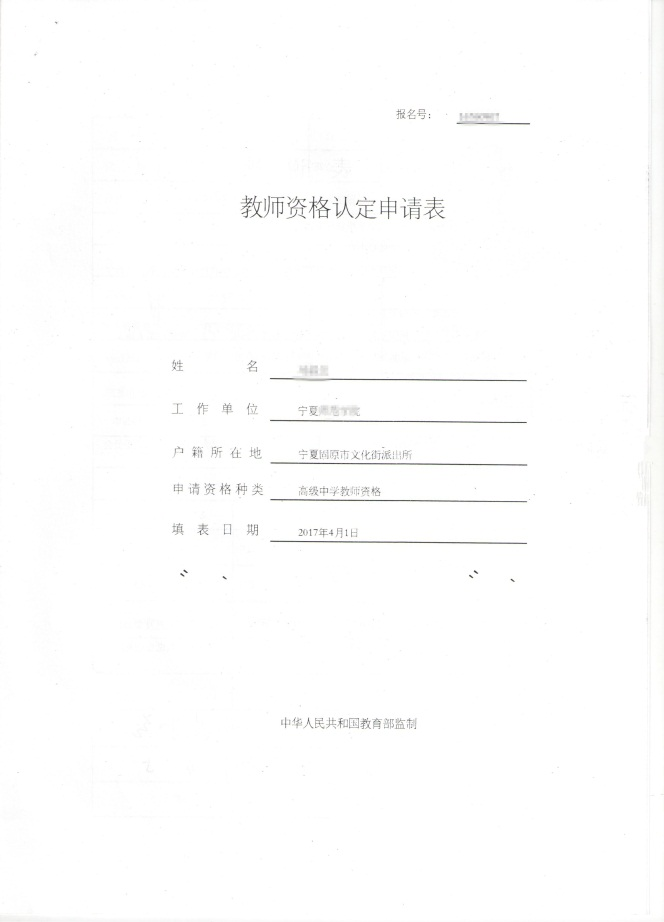 报名号：
教师资格认定申请表
姓名
工作单位 宁夏
户籍所在地 宁夏固原市文化街派出所
申请资格种类 高级中学教师资格
填表日期 2017年4月1日
中华人民共和国教育部监制